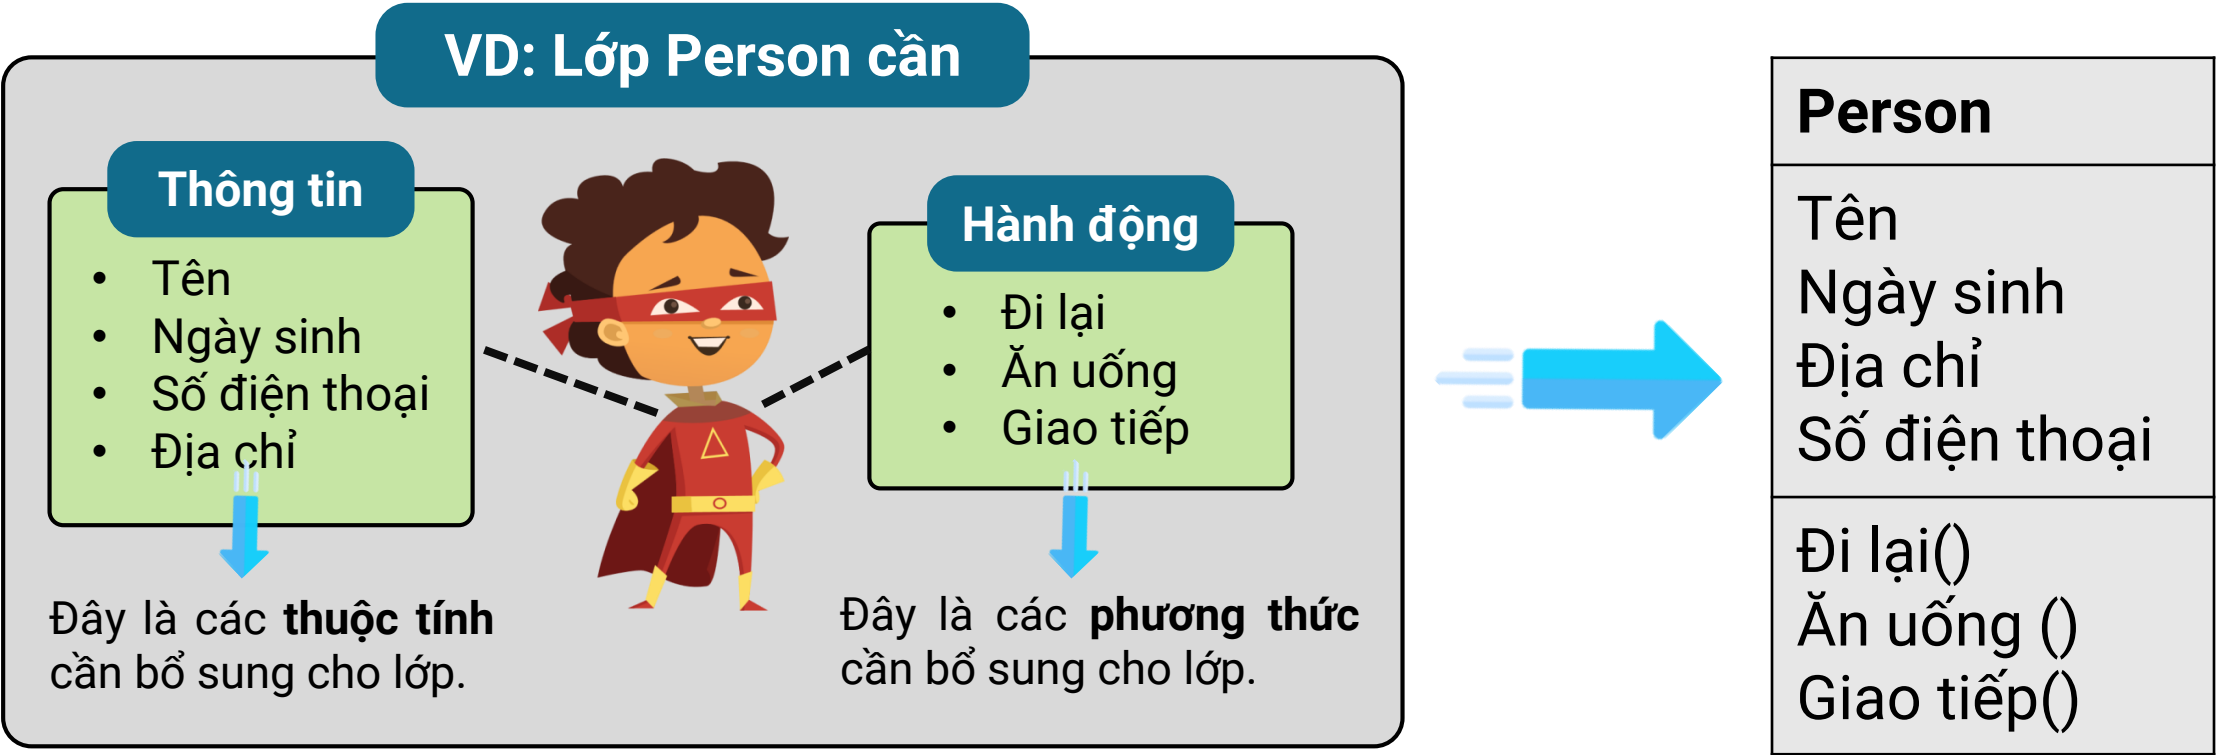 VD: Lớp Person cần
Thông tin
• Tên
• Ngày sinh
• Số điện thoại
• Địa chỉ
Đây là các thuộc tính
cần bổ sung cho lớp.
Hành động
• Đi lại
• Ăn uống
• Giao tiếp
Đây là các phương thức
cần bổ sung cho lớp.
Person
Tên
Ngày sinh
Địa chỉ
Số điện thoại
Đi lại()
Ăn uống ()
Giao tiếp()